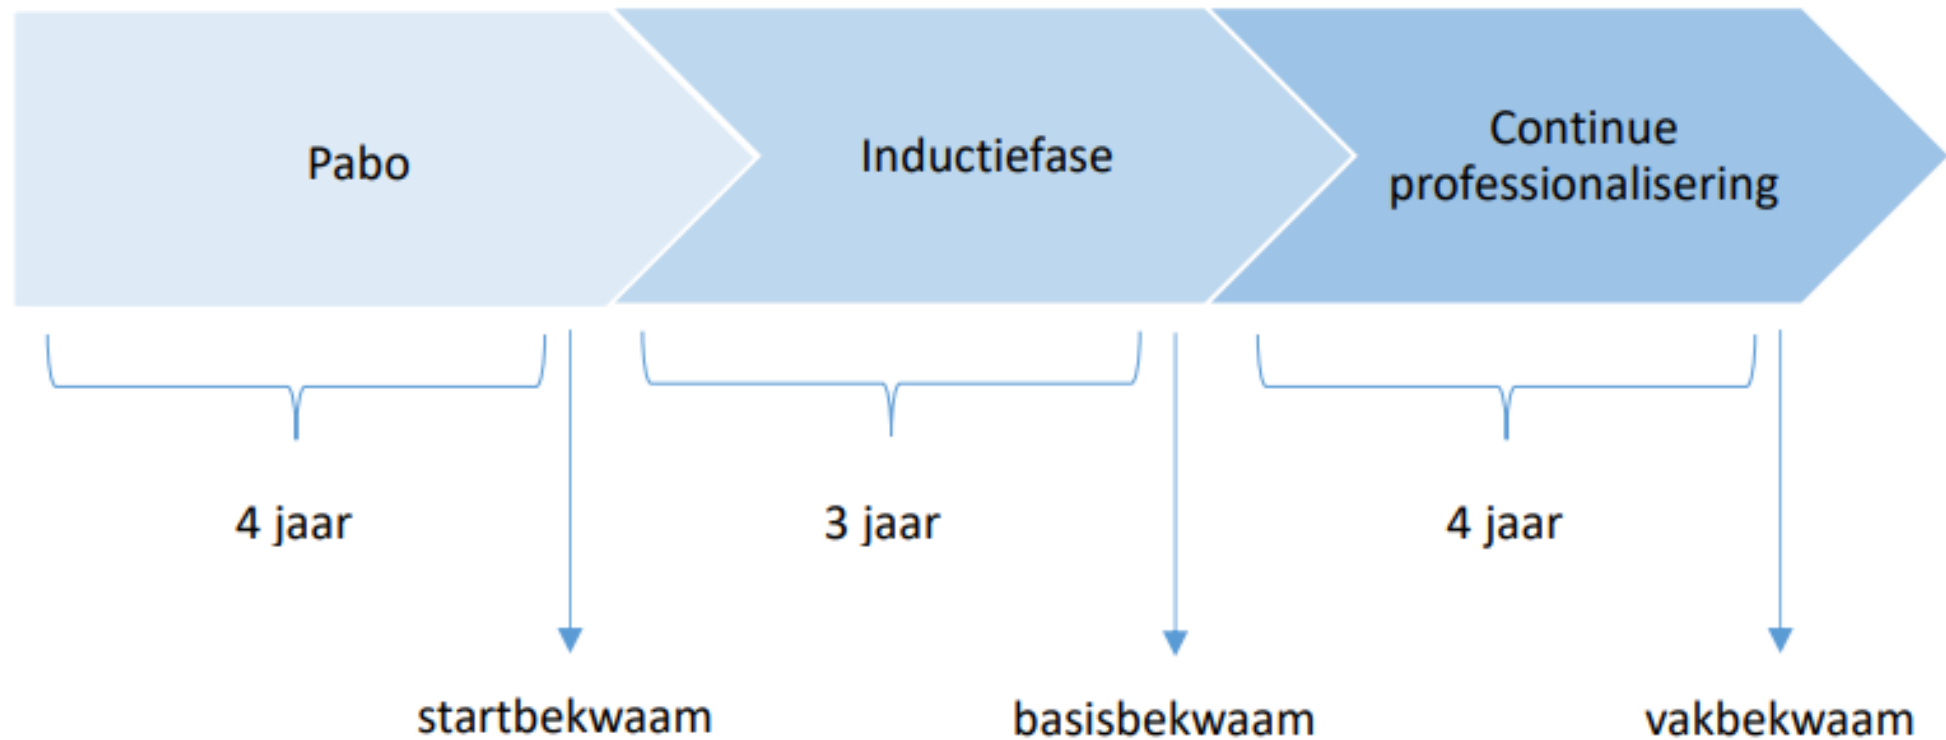 Pabo
Inductiefase
Continue
professionalisering
4 jaar
3 jaar
4 jaar
startbekwaam
basisbekwaam
vakbekwaam